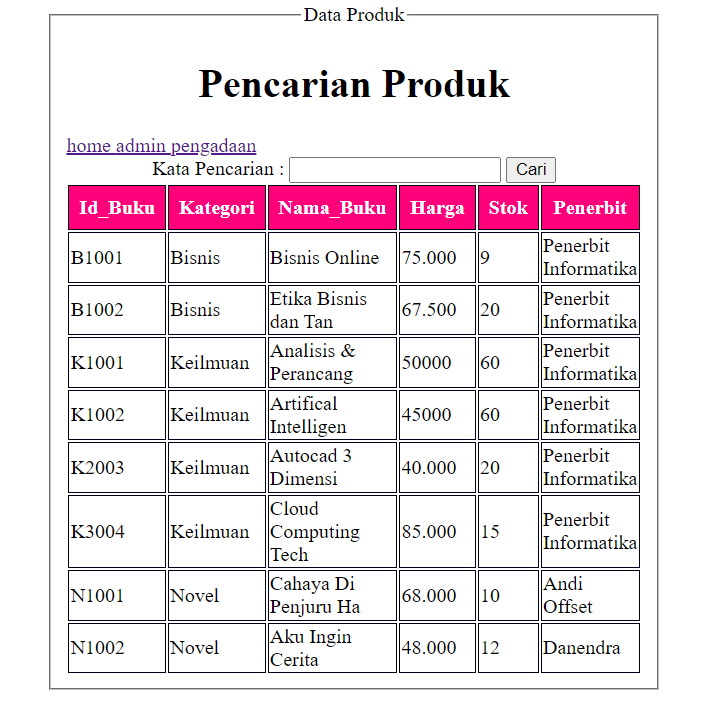 Data Produk
Pencarian Produk
home admin pengadaan
Kata Pencarian : Cari
Id_Buku Kategori Nama_Buku Harga Stok Penerbit
B1001 Bisnis Bisnis Online 75.000 9 Penerbit Informatika
B1002 Bisnis Etika Bisnis dan Tan 67.500 20 Penerbit Informatika
K1001 Keilmuan Analisis & Perancang 50000 60 Penerbit Informatika
K1002 Keilmuan Artifical Intelligen 45000 60 Penerbit Informatika
K2003 Keilmuan Autocad 3 Dimensi 40.000 20 Penerbit Informatika
K3004 Keilmuan Cloud Computing Tech 85.000 15 Penerbit Informatika
N1001 Novel Cahaya Di Penjuru Ha 68.000 10 Andi Offset
N1002 Novel Aku Ingin Cerita 48.000 12 Danendra